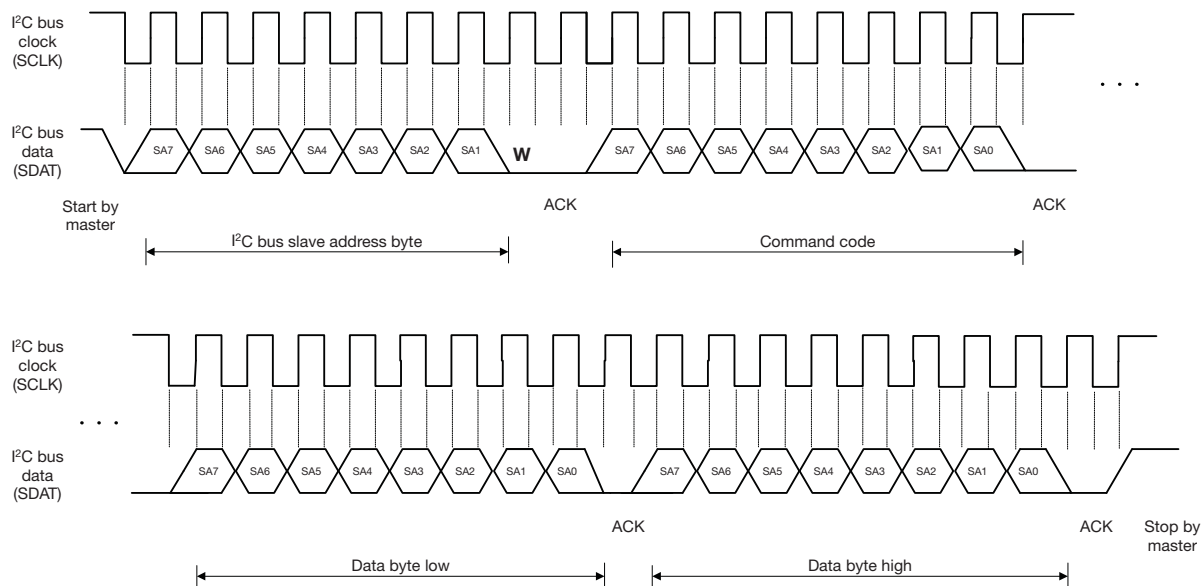 I²C bus
clock
(SCLK)
. . .
I²C bus
data
(SDAT)
SA7 SA6 SA5 SA4 SA3 SA2 SA1 W SA7 SA6 SA5 SA4 SA3 SA2 SA1 SA0
Start by
master
ACK ACK
I²C bus slave address byte Command code
I²C bus
clock
(SCLK)
. . .
I²C bus
data
(SDAT)
SA7 SA6 SA5 SA4 SA3 SA2 SA1 SA0 SA7 SA6 SA5 SA4 SA3 SA2 SA1 SA0
ACK ACK Stop by
master
Data byte low Data byte high